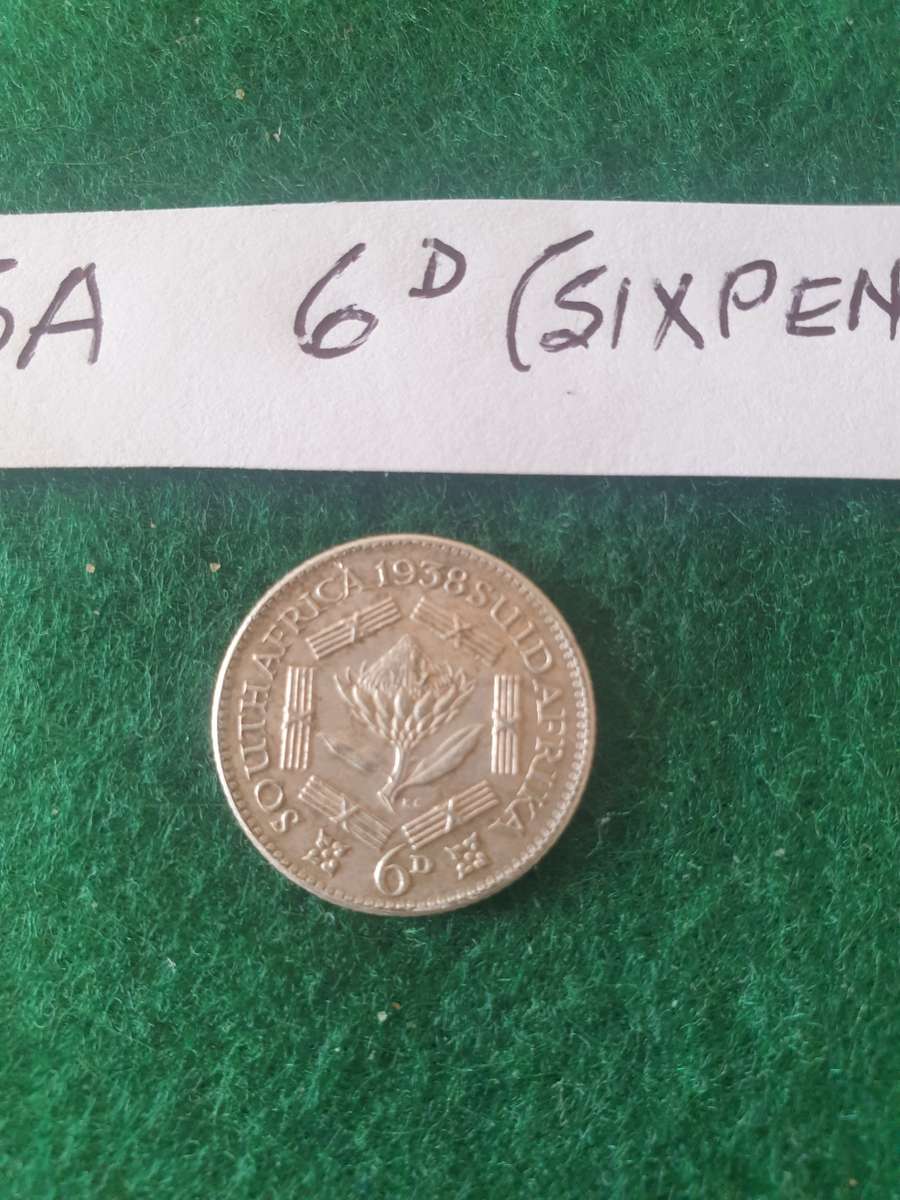 SA 6D (SIXPEN
SOUTH AFRICA 1938 SUID AFRIKA
6D